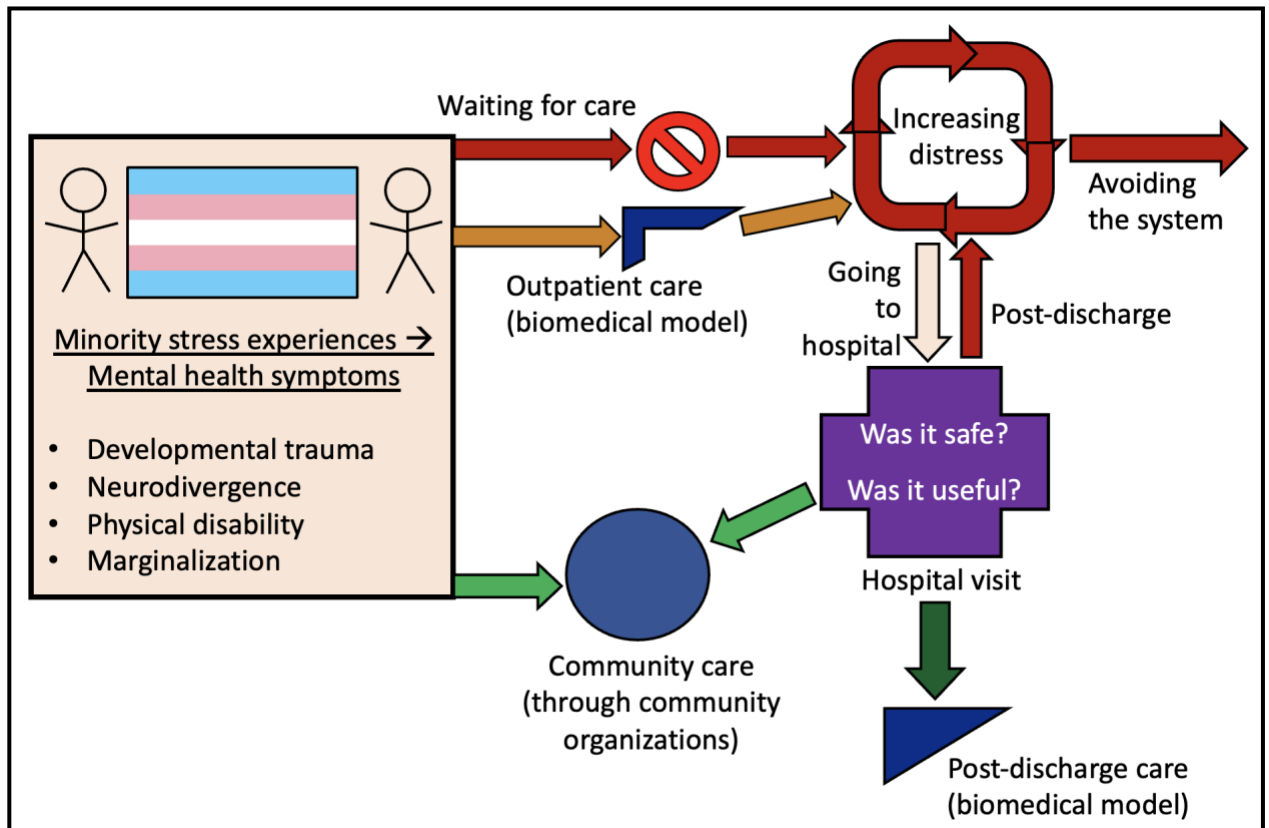 Waiting for care
Increasing
distress
Avoiding
the system
Outpatient care
(biomedical model)
Going
to
hospital
Post-discharge
Minority stress experiences →
Mental health symptoms
• Developmental trauma
• Neurodivergence
• Physical disability
• Marginalization
Was it safe?
Was it useful?
Hospital visit
Community care
(through community
organizations)
Post-discharge care
(biomedical model)